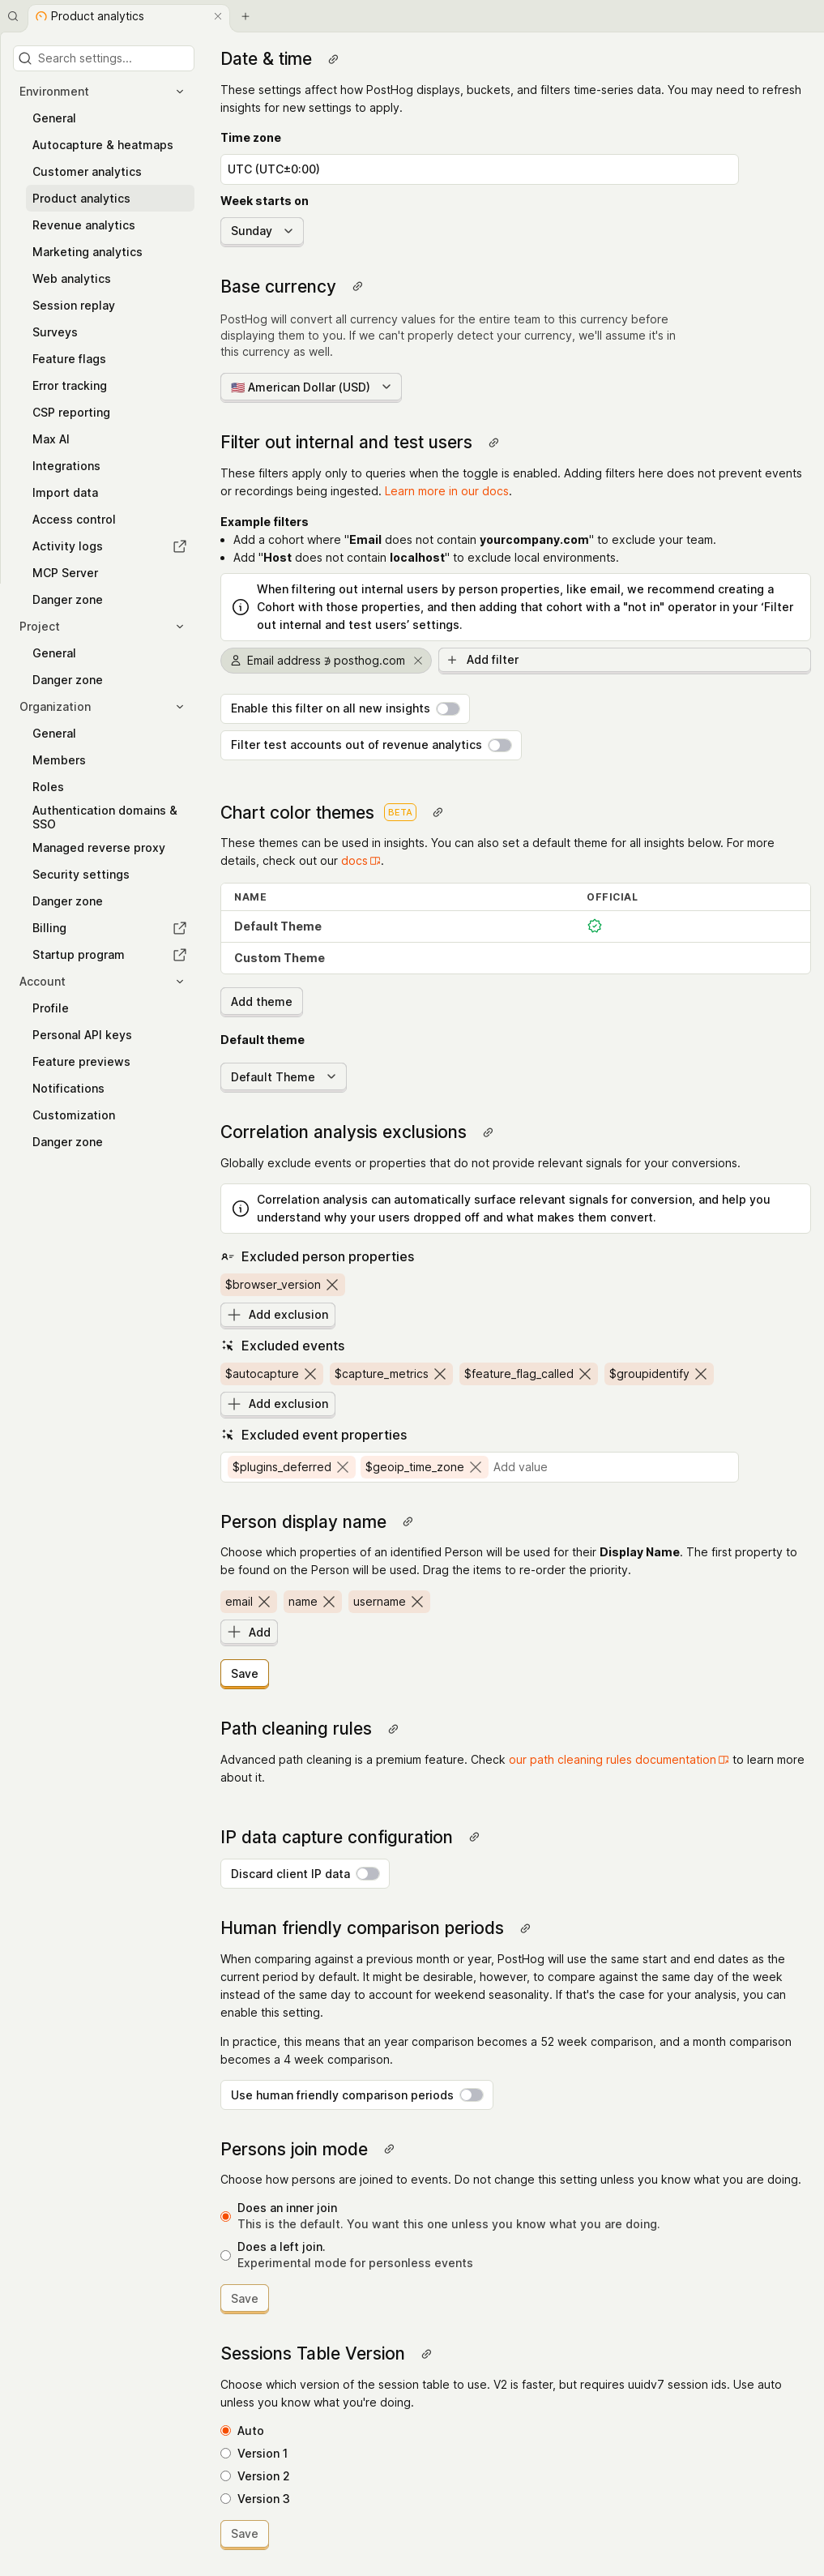 Product analytics
Search settings...
Environment
General
Autocapture & heatmaps
Customer analytics
Product analytics
Revenue analytics
Marketing analytics
Web analytics
Session replay
Surveys
Feature flags
Error tracking
CSP reporting
Max AI
Integrations
Import data
Access control
Activity logs
MCP Server
Danger zone
Project
General
Danger zone
Organization
General
Members
Roles
Authentication domains &
SSO
Managed reverse proxy
Security settings
Danger zone
Billing
Startup program
Account
Profile
Personal API keys
Feature previews
Notifications
Customization
Danger zone
Date & time
These settings affect how PostHog displays, buckets, and filters time-series data. You may need to refresh
insights for new settings to apply.
Time zone
UTC (UTC±0:00)
Week starts on
Sunday
Base currency
PostHog will convert all currency values for the entire team to this currency before
displaying them to you. If we can't properly detect your currency, we'll assume it's in
this currency as well.
🇺🇸 American Dollar (USD)
Filter out internal and test users
These filters apply only to queries when the toggle is enabled. Adding filters here does not prevent events
or recordings being ingested. Learn more in our docs.
Example filters
• Add a cohort where "Email does not contain yourcompany.com" to exclude your team.
• Add "Host does not contain localhost" to exclude local environments.
When filtering out internal users by person properties, like email, we recommend creating a
Cohort with those properties, and then adding that cohort with a "not in" operator in your ‘Filter
out internal and test users’ settings.
Email address ∌ posthog.com
Add filter
Enable this filter on all new insights
Filter test accounts out of revenue analytics
Chart color themes BETA
These themes can be used in insights. You can also set a default theme for all insights below. For more
details, check out our docs.
NAME OFFICIAL
Default Theme
Custom Theme
Add theme
Default theme
Default Theme
Correlation analysis exclusions
Globally exclude events or properties that do not provide relevant signals for your conversions.
Correlation analysis can automatically surface relevant signals for conversion, and help you
understand why your users dropped off and what makes them convert.
Excluded person properties
$browser_version
Add exclusion
Excluded events
$autocapture $capture_metrics $feature_flag_called $groupidentify
Add exclusion
Excluded event properties
$plugins_deferred $geoip_time_zone Add value
Person display name
Choose which properties of an identified Person will be used for their Display Name. The first property to
be found on the Person will be used. Drag the items to re-order the priority.
email name username
Add
Save
Path cleaning rules
Advanced path cleaning is a premium feature. Check our path cleaning rules documentation to learn more
about it.
IP data capture configuration
Discard client IP data
Human friendly comparison periods
When comparing against a previous month or year, PostHog will use the same start and end dates as the
current period by default. It might be desirable, however, to compare against the same day of the week
instead of the same day to account for weekend seasonality. If that's the case for your analysis, you can
enable this setting.
In practice, this means that an year comparison becomes a 52 week comparison, and a month comparison
becomes a 4 week comparison.
Use human friendly comparison periods
Persons join mode
Choose how persons are joined to events. Do not change this setting unless you know what you are doing.
Does an inner join
This is the default. You want this one unless you know what you are doing.
Does a left join.
Experimental mode for personless events
Save
Sessions Table Version
Choose which version of the session table to use. V2 is faster, but requires uuidv7 session ids. Use auto
unless you know what you're doing.
Auto
Version 1
Version 2
Version 3
Save